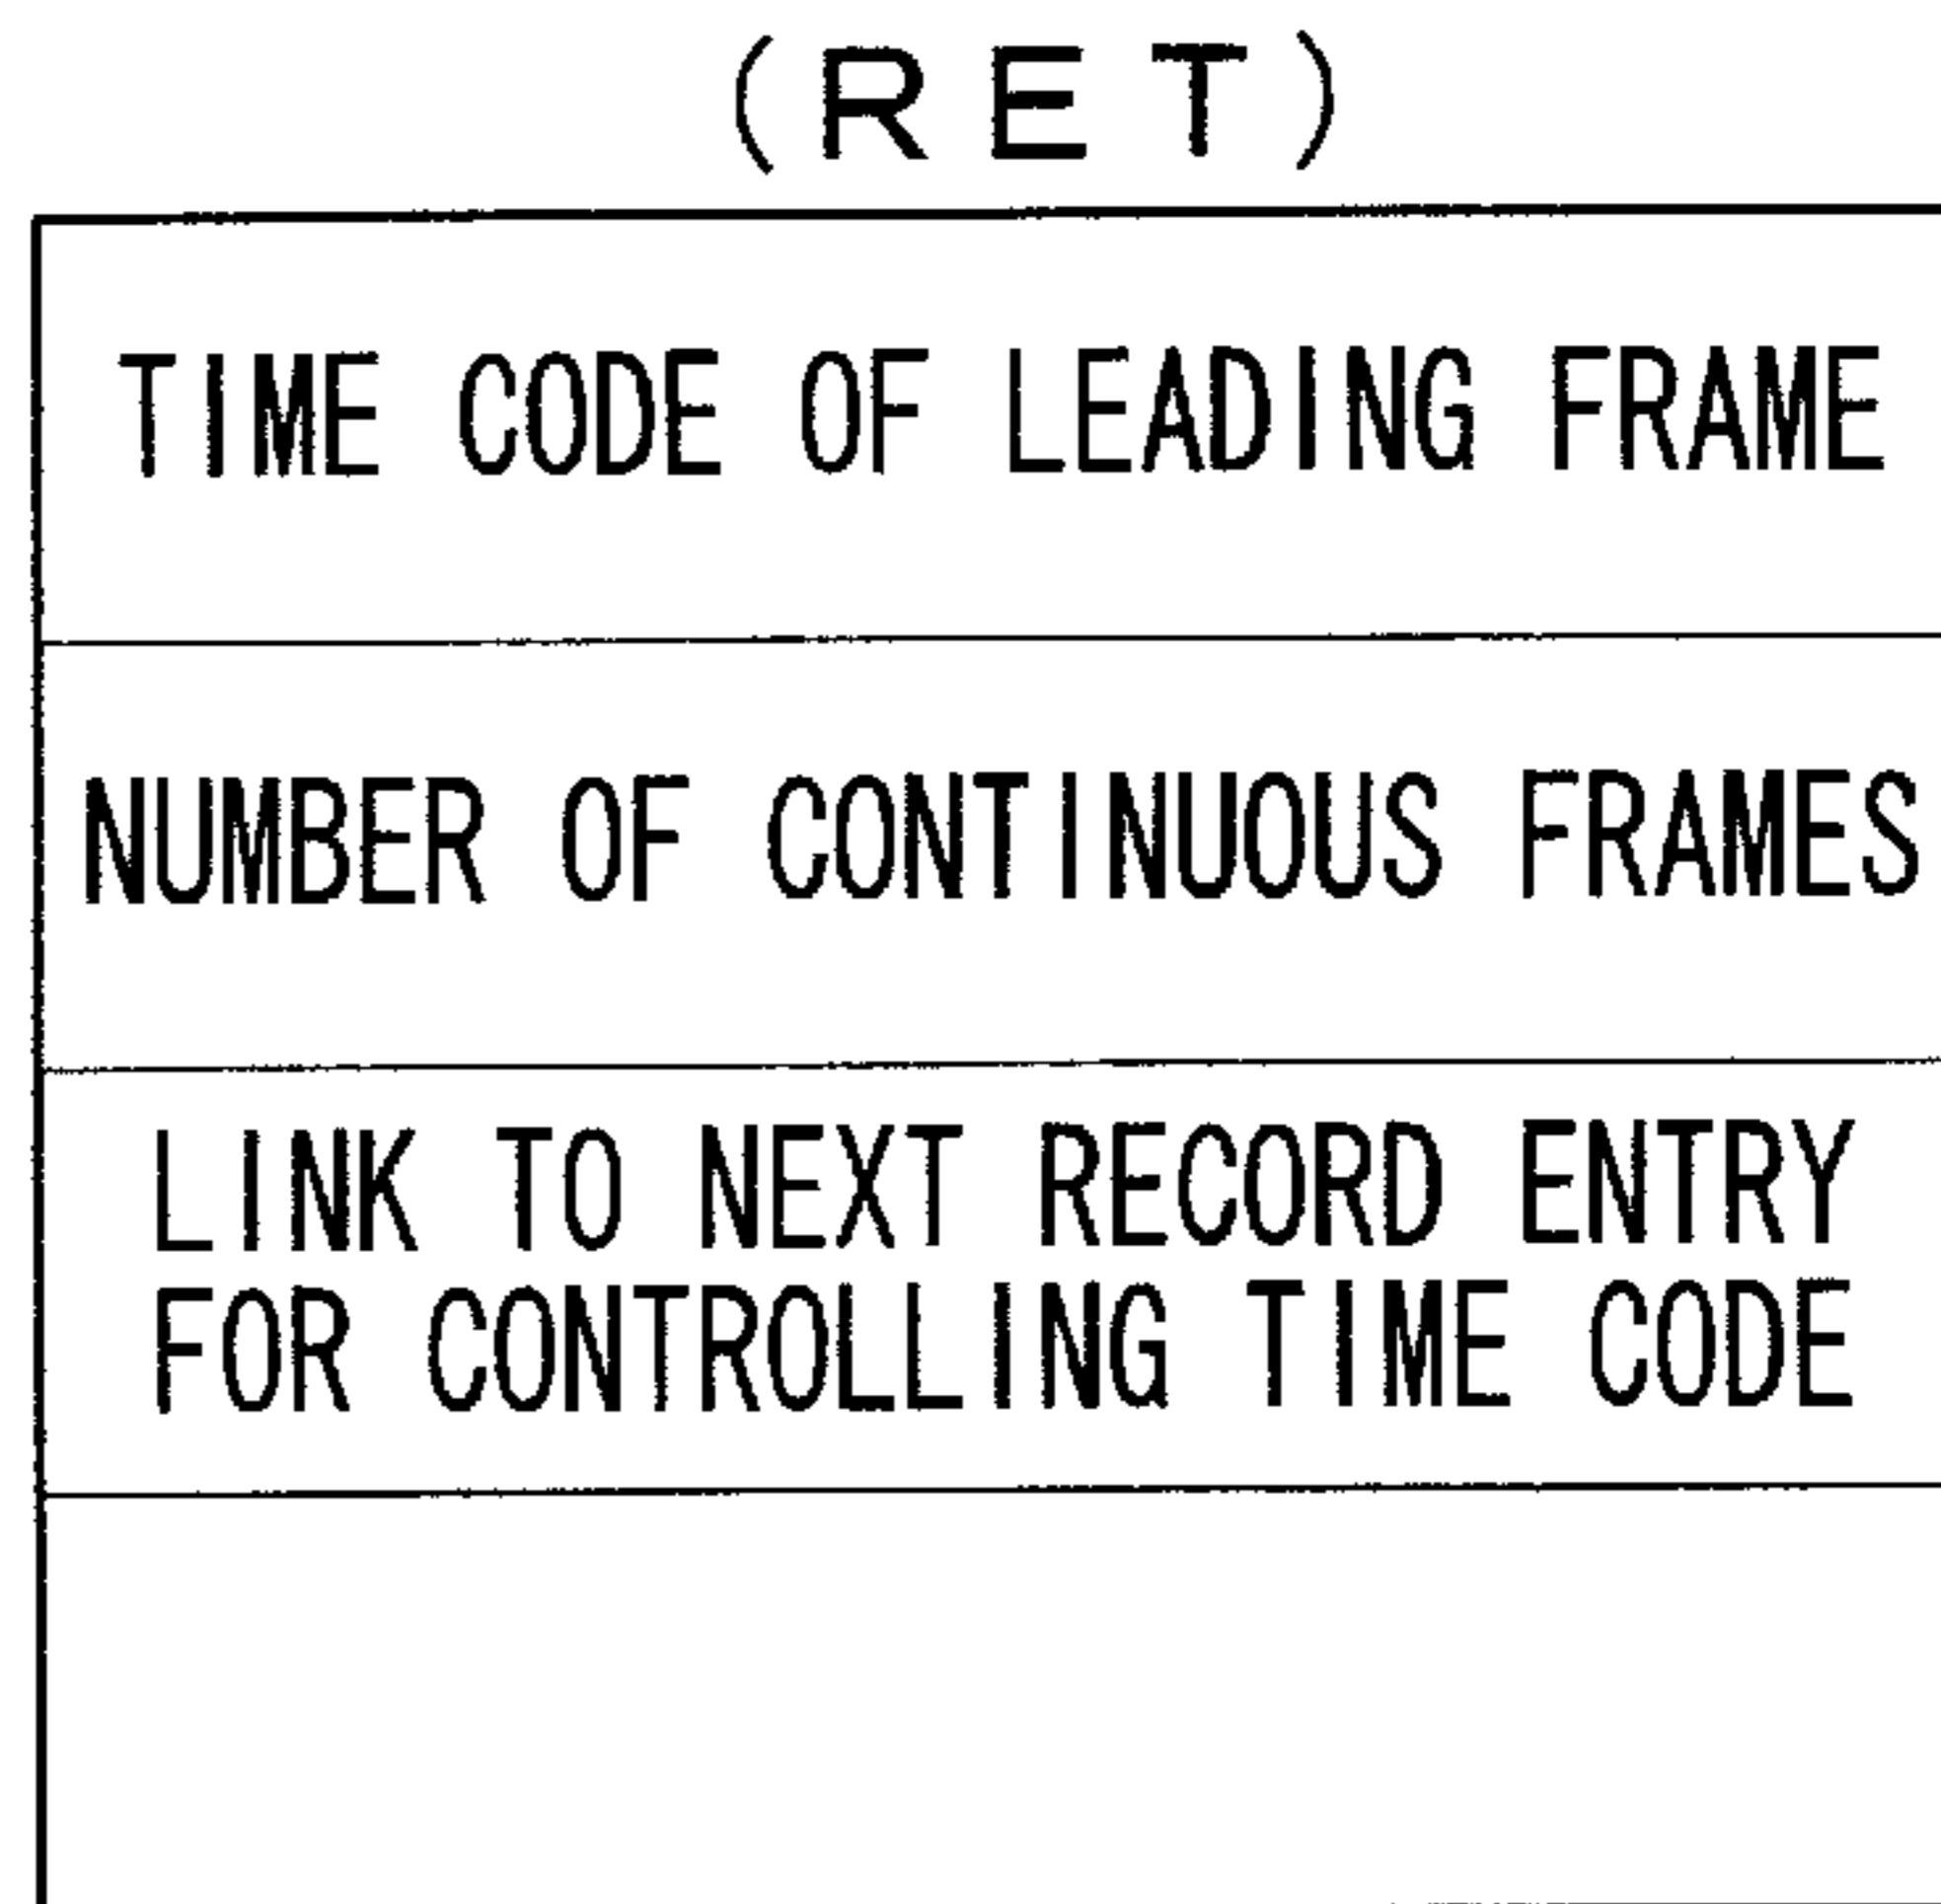 (RET)
TIME CODE OF LEADING FRAME
NUMBER OF CONTINUOUS FRAMES
LINK TO NEXT RECORD ENTRY
FOR CONTROLLING TIME CODE